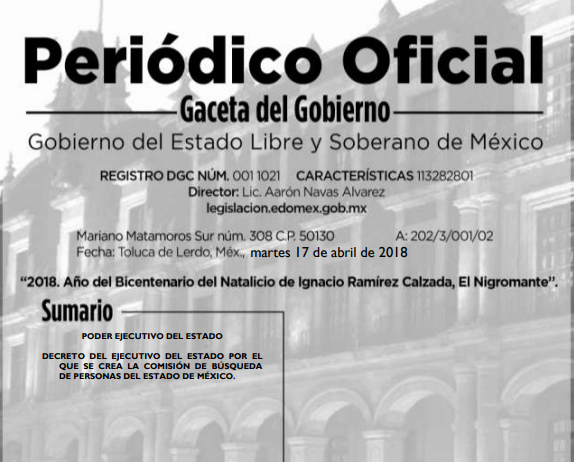 Periódico Oficial
Gaceta del Gobierno
Gobierno del Estado Libre y Soberano de México
REGISTRO DGC NÚM. 001 1021 CARACTERÍSTICAS 113282801
Director: Lic. Aarón Navas Alvarez
legislacion.edomex.gob.mx
Mariano Matamoros Sur núm. 308 C.P. 50130 A: 202/3/001/02
Fecha: Toluca de Lerdo, Méx., martes 17 de abril de 2018
“2018. Año del Bicentenario del Natalicio de Ignacio Ramírez Calzada, El Nigromante”.
Sumario
PODER EJECUTIVO DEL ESTADO
DECRETO DEL EJECUTIVO DEL ESTADO POR EL
QUE SE CREA LA COMISIÓN DE BÚSQUEDA
DE PERSONAS DEL ESTADO DE MÉXICO.